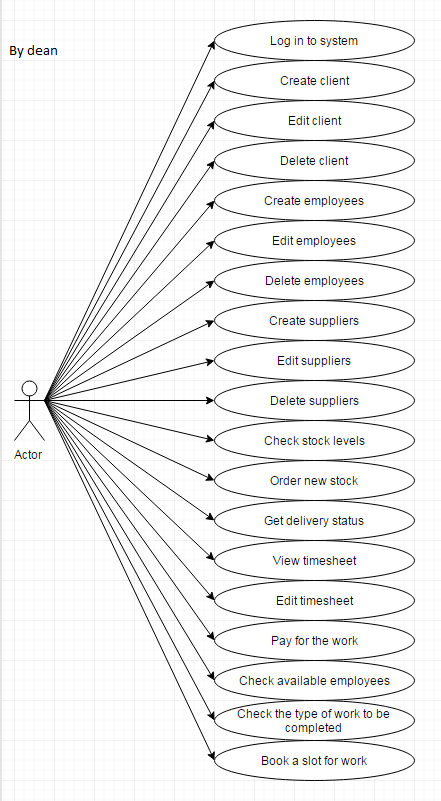 By dean
Log in to system
Create client
Edit client
Delete client
Create employees
Edit employees
Delete employees
Create suppliers
Edit suppliers
Delete suppliers
Check stock levels
Order new stock
Get delivery status
View timesheet
Edit timesheet
Pay for the work
Check available employees
Check the type of work to be
completed
Book a slot for work
Actor